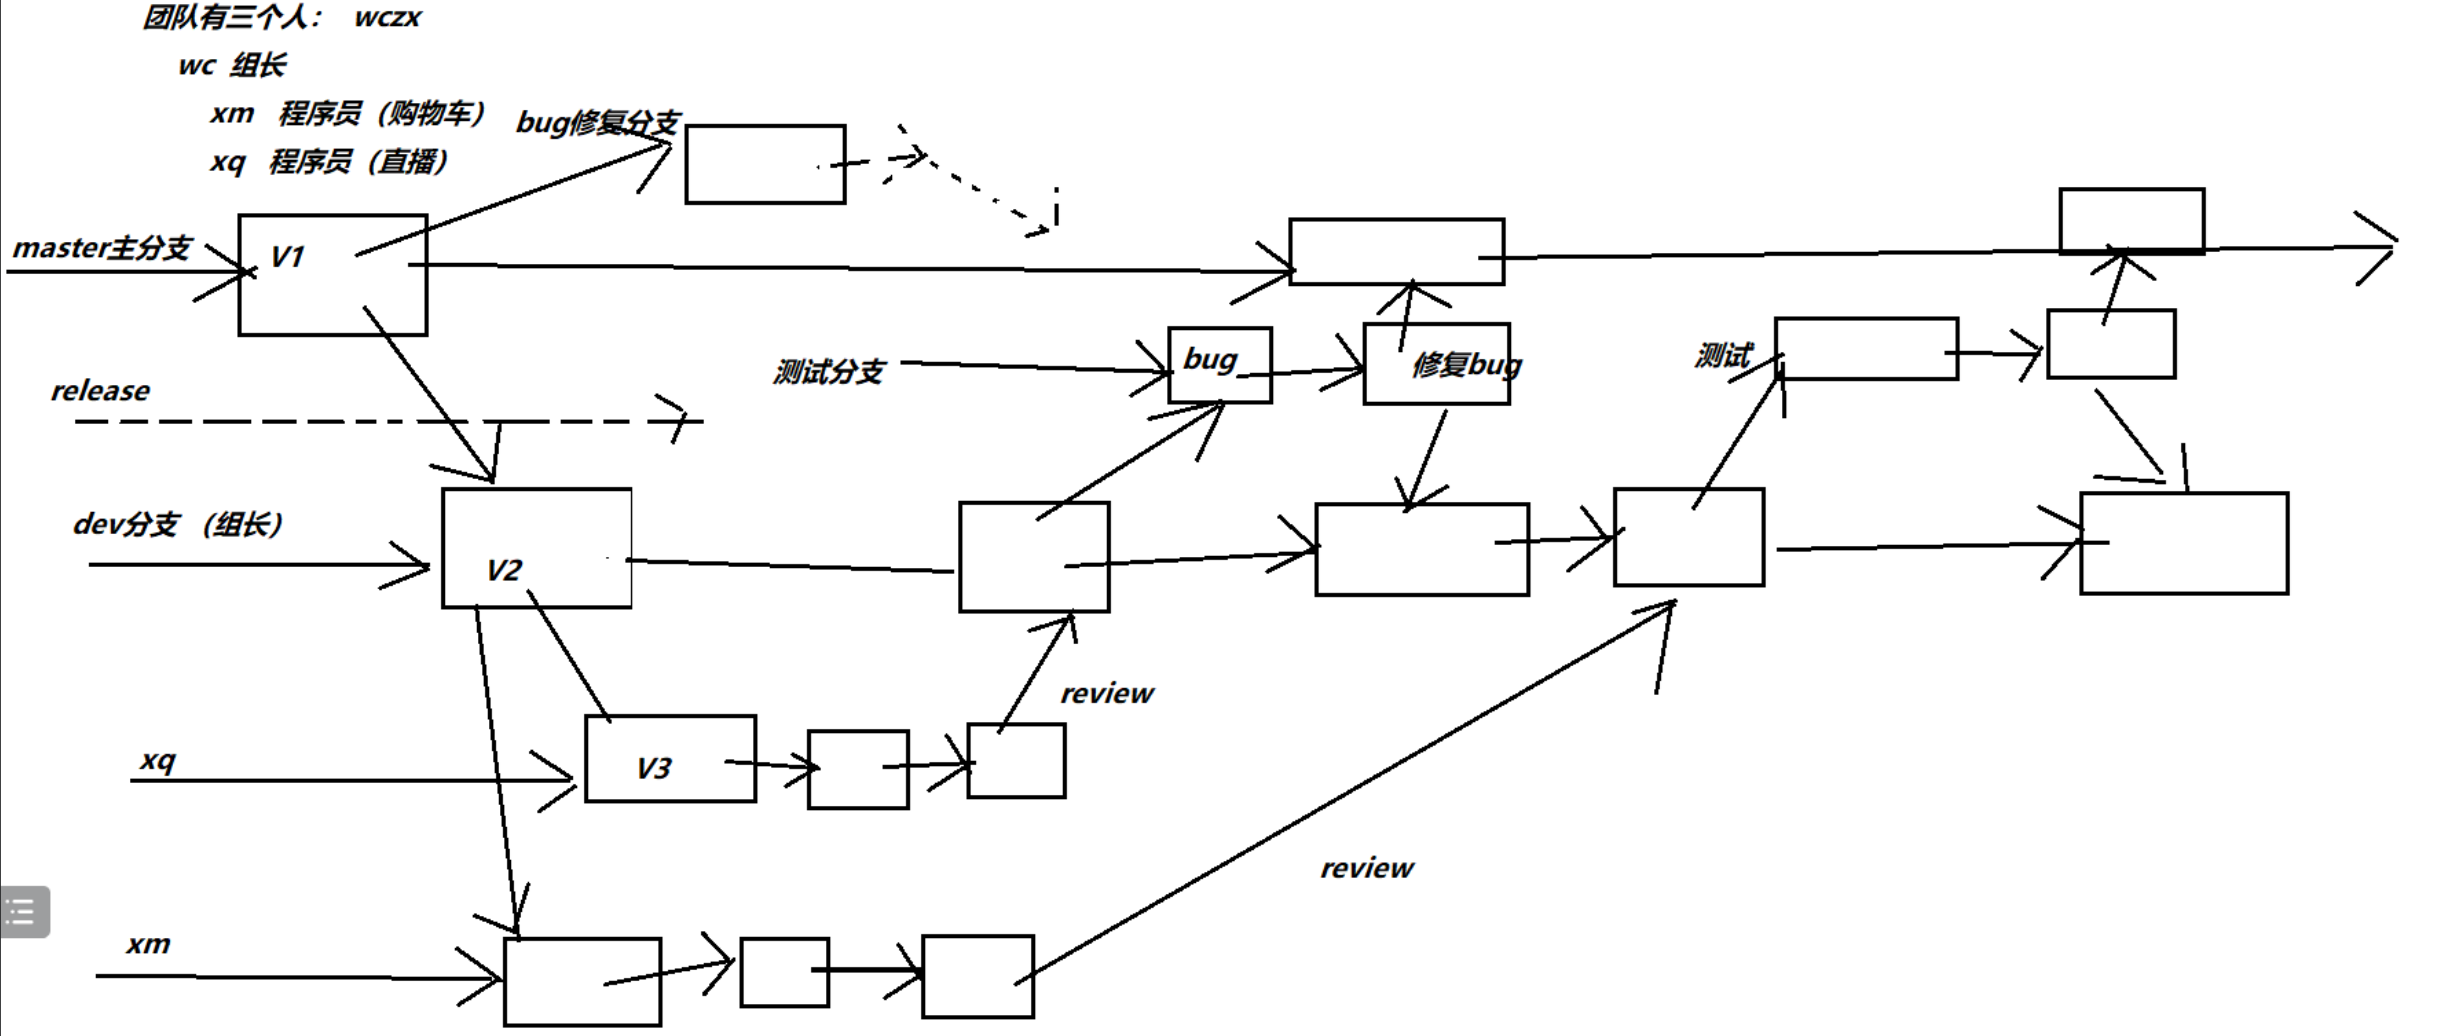 团队有三个人： wczx
wc 组长
xm 程序员（购物车）
bug修复分支
xq 程序员（直播）
master主分支
V1
release
测试分支
bug
修复bug
测试
dev分支 （组长）
V2
review
xq
V3
review
xm